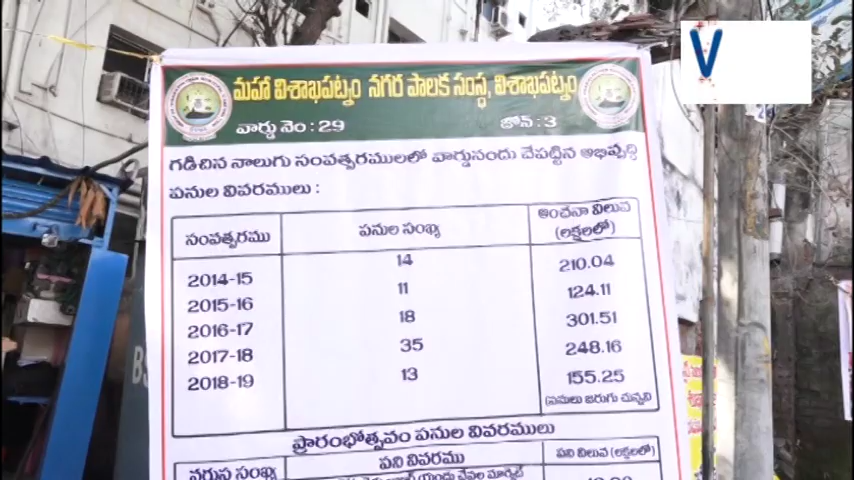 మహా విశాఖపట్నం నగర పాలక సంస్థ, విశాఖపట్నం
వార్డు నెం : 29 జోన్ : 3
గడిచిన నాలుగు సంవత్సరములలో వార్డునందు చేపట్టిన అభివృద్ధి
పనుల వివరములు :
సంవత్సరము పనుల సంఖ్య అంచనా విలువ (లక్షలలో)
2014-15 14 210.04
2015-16 11 124.11
2016-17 18 301.51
2017-18 35 248.16
2018-19 13 155.25
(పనులు జరుగు చున్నవి
ప్రారంభోత్సవం పనుల వివరములు
వరుస సంఖ్య పని వివరము పని విలువ (లక్షలలో)
V